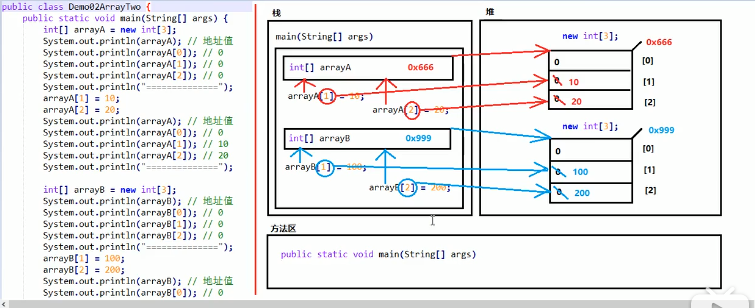 public class Demo02ArrayTwo {
public static void main(String[] args) {
int[] arrayA = new int[3];
System.out.println(arrayA); // 地址值
System.out.println(arrayA[0]); // 0
System.out.println(arrayA[1]); // 0
System.out.println(arrayA[2]); // 0
System.out.println("==============");
arrayA[1] = 10;
arrayA[2] = 20;
System.out.println(arrayA); // 地址值
System.out.println(arrayA[0]); // 0
System.out.println(arrayA[1]); // 10
System.out.println(arrayA[2]); // 20
System.out.println("==============");
int[] arrayB = new int[3];
System.out.println(arrayB); // 地址值
System.out.println(arrayB[0]); // 0
System.out.println(arrayB[1]); // 0
System.out.println(arrayB[2]); // 0
System.out.println("==============");
arrayB[1] = 100;
arrayB[2] = 200;
System.out.println(arrayB); // 地址值
System.out.println(arrayB[0]); // 0
栈
main(String[] args)
int[] arrayA 0x666
arrayA[1] = 10;
arrayA[2] = 20;
int[] arrayB 0x999
arrayB[1] = 100;
arrayB[2] = 200;
堆
new int[3];
0x666
0 [0]
0 10 [1]
0 20 [2]
new int[3];
0x999
0 [0]
0 100 [1]
0 200 [2]
方法区
public static void main(String[] args)